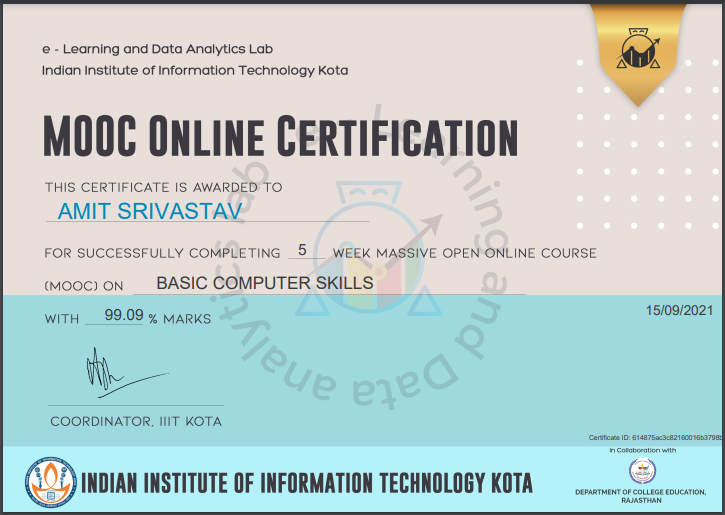 e - Learning and Data Analytics Lab
Indian Institute of Information Technology Kota
MOOC ONLINE CERTIFICATION
THIS CERTIFICATE IS AWARDED TO
AMIT SRIVASTAV
FOR SUCCESSFULLY COMPLETING 5 WEEK MASSIVE OPEN ONLINE COURSE
(MOOC) ON BASIC COMPUTER SKILLS
WITH 99.09 % MARKS
15/09/2021
e - Learning and Data analytics lab
COORDINATOR, IIIT KOTA
Certificate ID: 614875ac3c82160016b3798b
in Collaboration with
INDIAN INSTITUTE OF INFORMATION TECHNOLOGY KOTA
DEPARTMENT OF COLLEGE EDUCATION,
RAJASTHAN